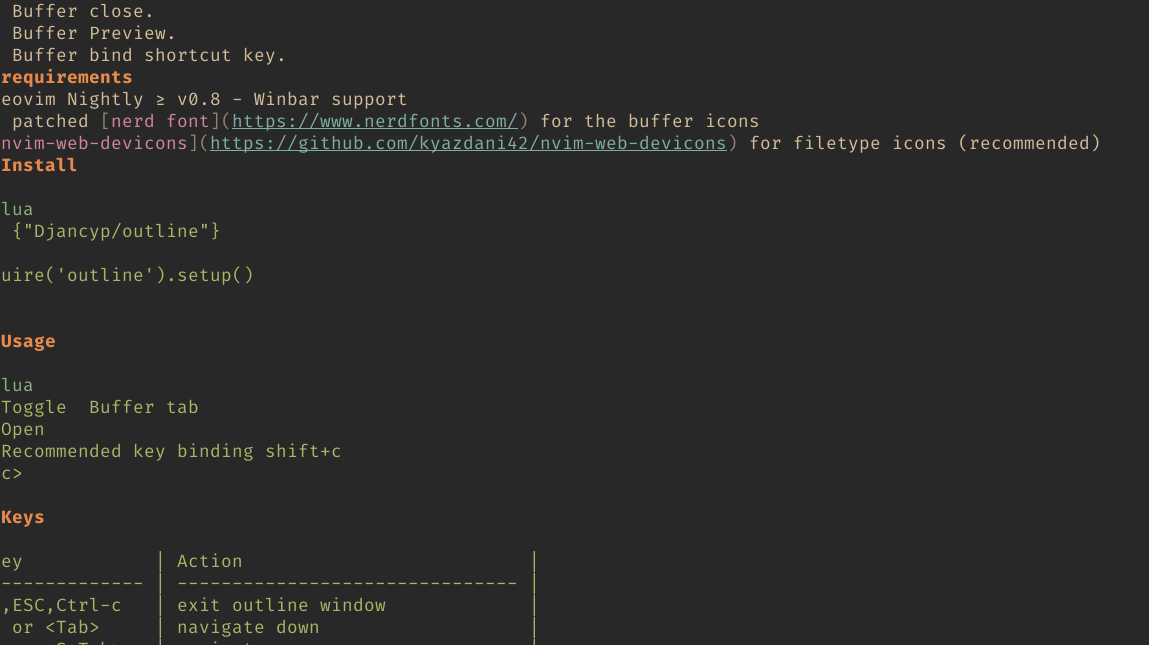 Buffer close.
Buffer Preview.
Buffer bind shortcut key.
requirements
eovim Nightly ≥ v0.8 - Winbar support
patched [nerd font](https://www.nerdfonts.com/) for the buffer icons
nvim-web-devicons](https://github.com/kyazdani42/nvim-web-devicons) for filetype icons (recommended)
Install
lua
{"Djancyp/outline"}
uire('outline').setup()
Usage
lua
Toggle  Buffer tab
Open
Recommended key binding shift+c
c>
Keys
ey | Action |
------------- | ------------------------------- |
,ESC,Ctrl-c | exit outline window |
or <Tab> | navigate down |